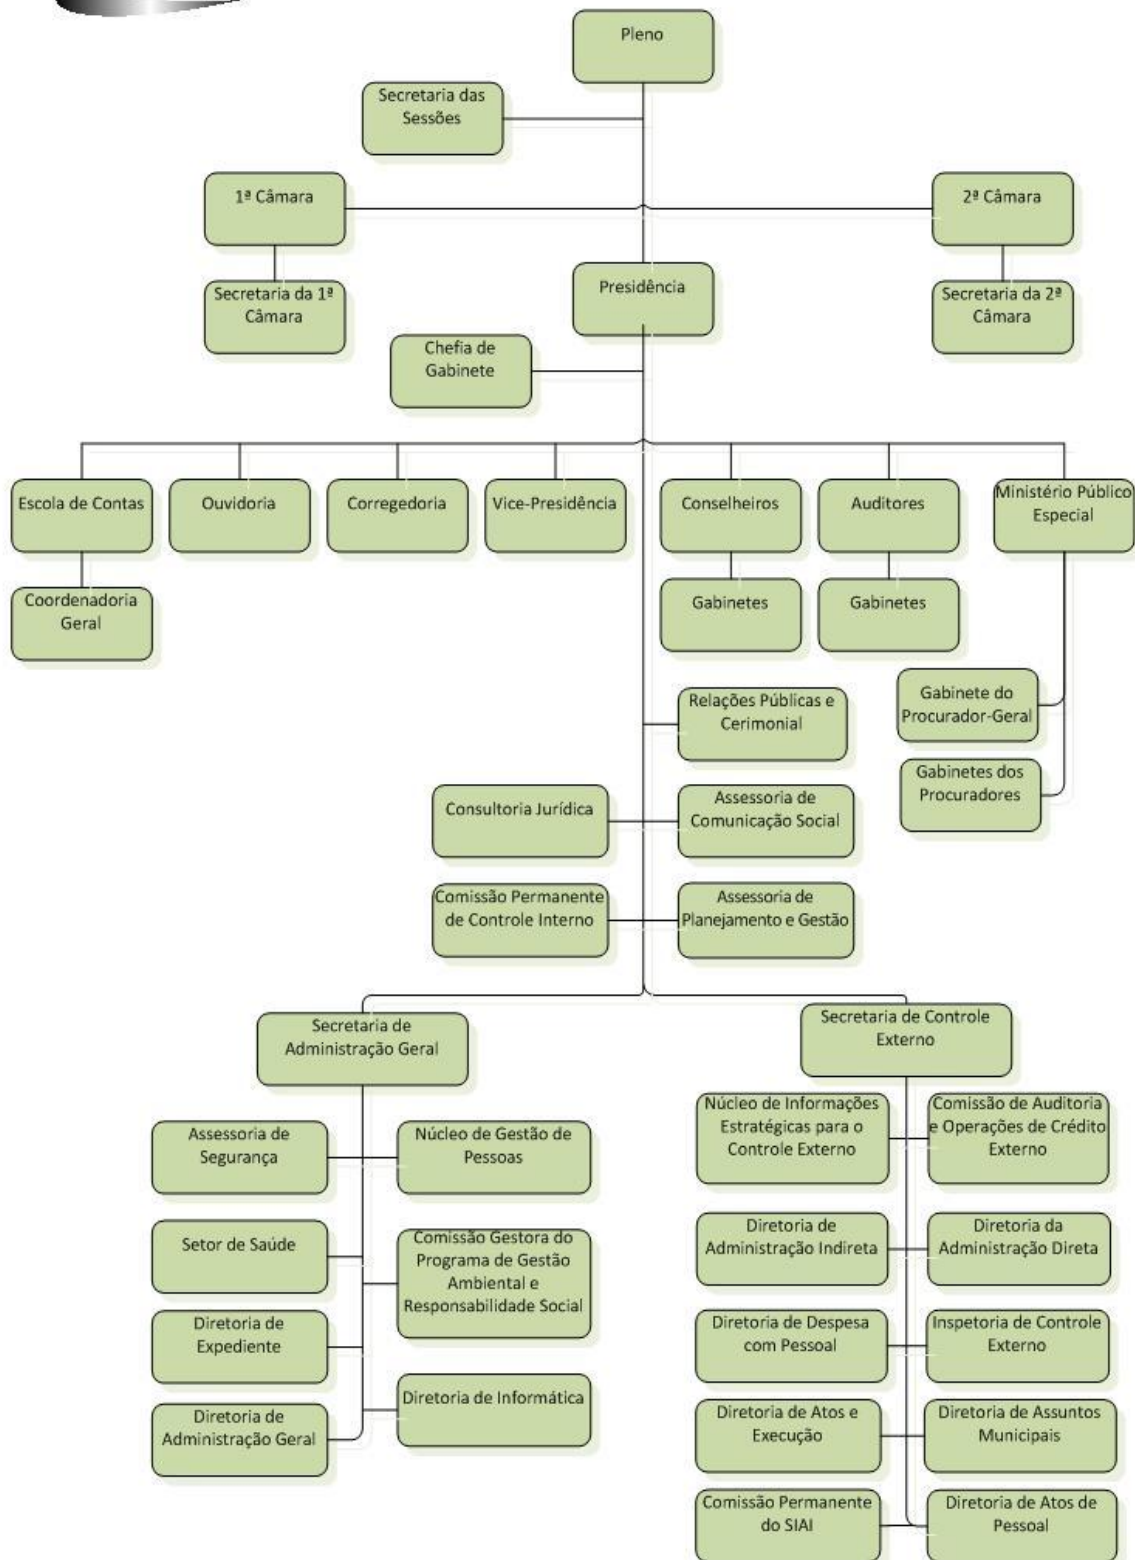 Pleno
Secretaria das
Sessões
1ª Câmara
2ª Câmara
Secretaria da 1ª
Câmara
Presidência
Secretaria da 2ª
Câmara
Chefia de
Gabinete
Escola de Contas
Ouvidoria
Corregedoria
Vice-Presidência
Conselheiros
Auditores
Ministério Público
Especial
Coordenadoria
Geral
Gabinetes
Gabinetes
Gabinete do
Procurador-Geral
Relações Públicas e
Cerimonial
Gabinetes dos
Procuradores
Consultoria Jurídica
Assessoria de
Comunicação Social
Comissão Permanente
de Controle Interno
Assessoria de
Planejamento e Gestão
Secretaria de
Administração Geral
Secretaria de Controle
Externo
Assessoria de
Segurança
Núcleo de Gestão de
Pessoas
Setor de Saúde
Comissão Gestora do
Programa de Gestão
Ambiental e
Responsabilidade Social
Diretoria de
Expediente
Diretoria de Informática
Diretoria de
Administração Geral
Núcleo de Informações
Estratégicas para o
Controle Externo
Comissão de Auditoria
e Operações de Crédito
Externo
Diretoria de
Administração Indireta
Diretoria da
Administração Direta
Diretoria de Despesa
com Pessoal
Inspetoria de Controle
Externo
Diretoria de Atos e
Execução
Diretoria de Assuntos
Municipais
Comissão Permanente
do SIAI
Diretoria de Atos de
Pessoal